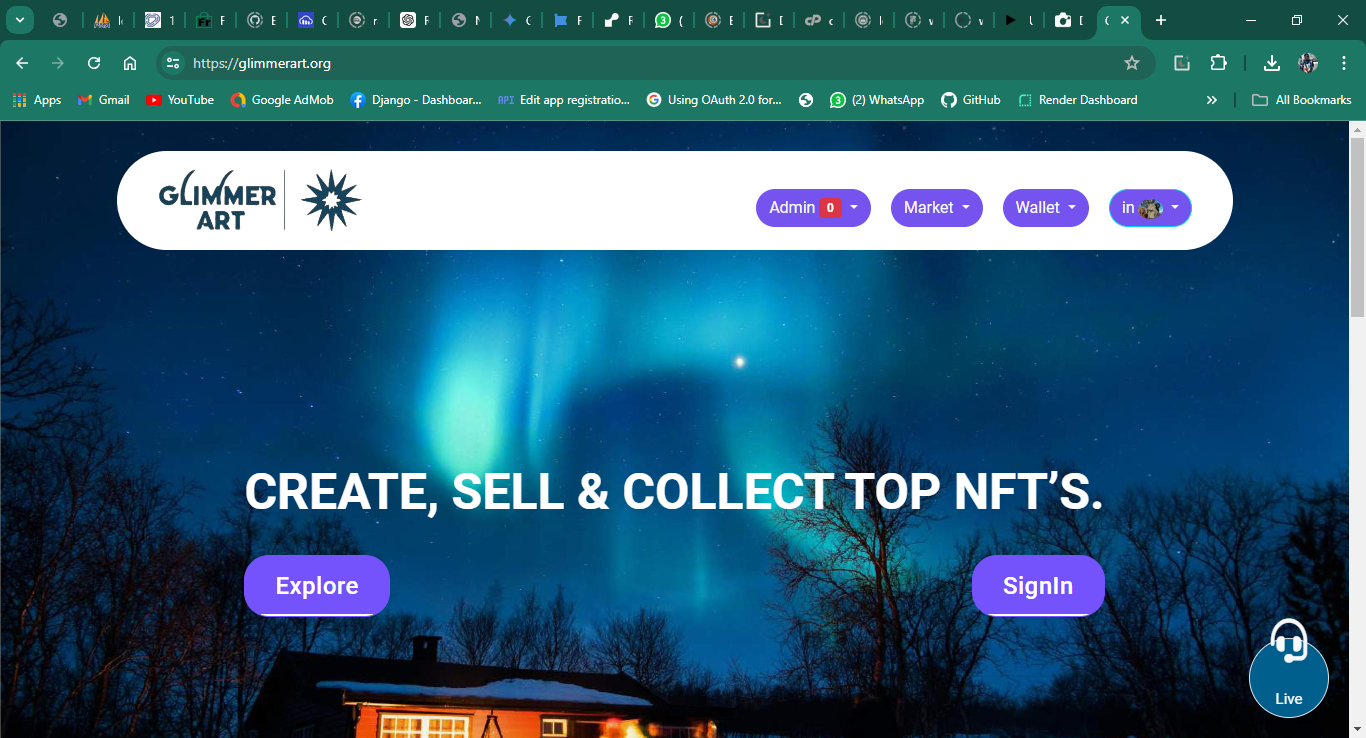 https://glimmerart.org
Apps
Gmail
YouTube
Google AdMob
Django - Dashboar...
API Edit app registratio...
Using OAuth 2.0 for...
(2) WhatsApp
GitHub
Render Dashboard
All Bookmarks
GLIMMER
ART
Admin 0
Market
Wallet
in
CREATE, SELL & COLLECT TOP NFT’S.
Explore
SignIn
Live